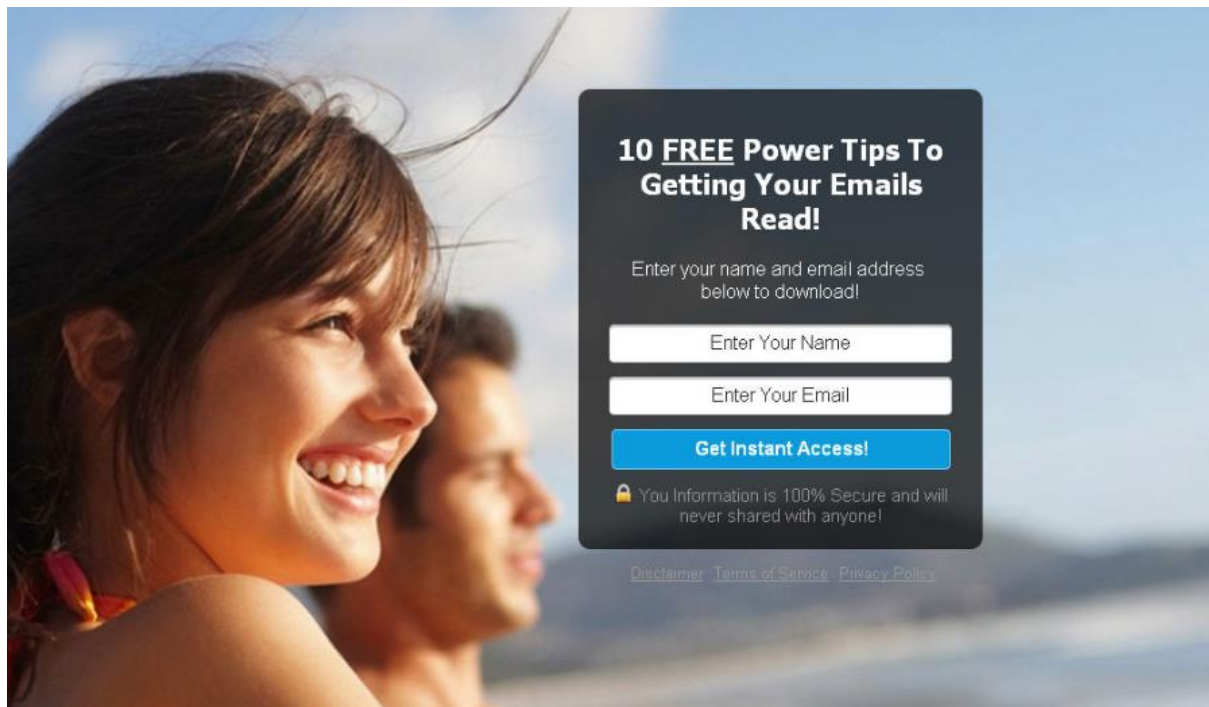 10 FREE Power Tips To
Getting Your Emails
Read!
Enter your name and email address
below to download!
Enter Your Name
Enter Your Email
Get Instant Access!
You Information is 100% Secure and will
never shared with anyone!
Disclaimer Terms of Service Privacy Policy